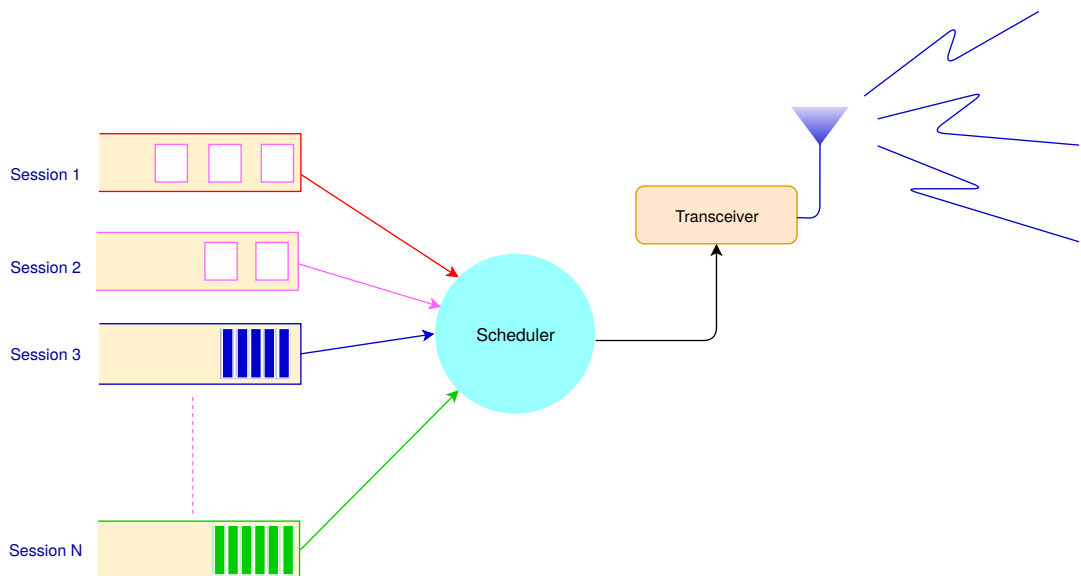 Session 1
Session 2
Session 3
Session N
Scheduler
Transceiver